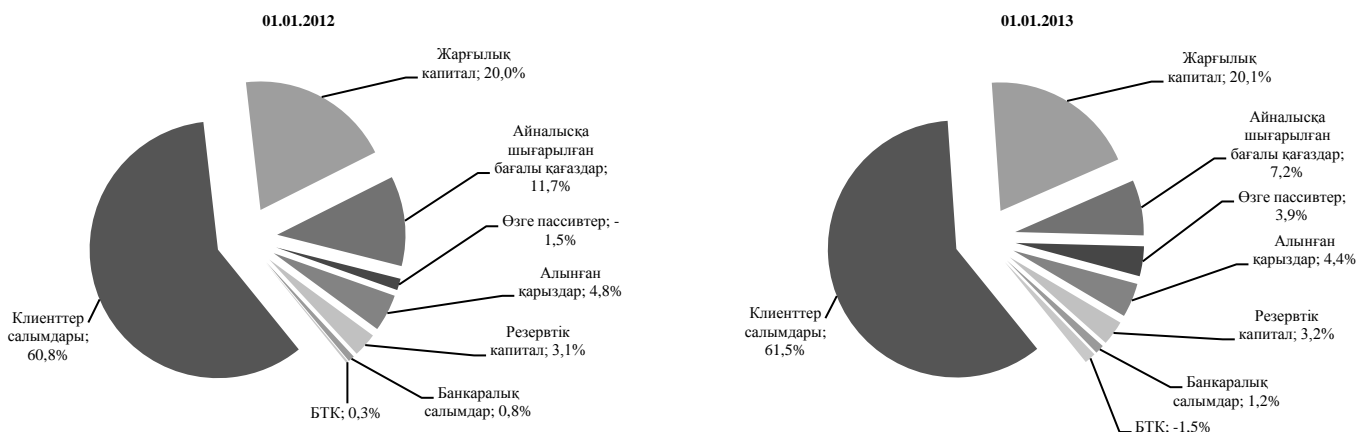 01.01.2012
Жарғылық
капитал; 20,0%
Айналысқа
шығарылған
бағалы қағаздар;
11,7%
Өзге пассивтер; -
1,5%
Алынған
қарыздар; 4,8%
Резервтік
капитал; 3,1%
Банкаралық
салымдар; 0,8%
БТК; 0,3%
Клиенттер
салымдары;
60,8%
01.01.2013
Жарғылық
капитал; 20,1%
Айналысқа
шығарылған
бағалы қағаздар;
7,2%
Өзге пассивтер;
3,9%
Алынған
қарыздар; 4,4%
Резервтік
капитал; 3,2%
Банкаралық
салымдар; 1,2%
БТК; -1,5%
Клиенттер
салымдары;
61,5%